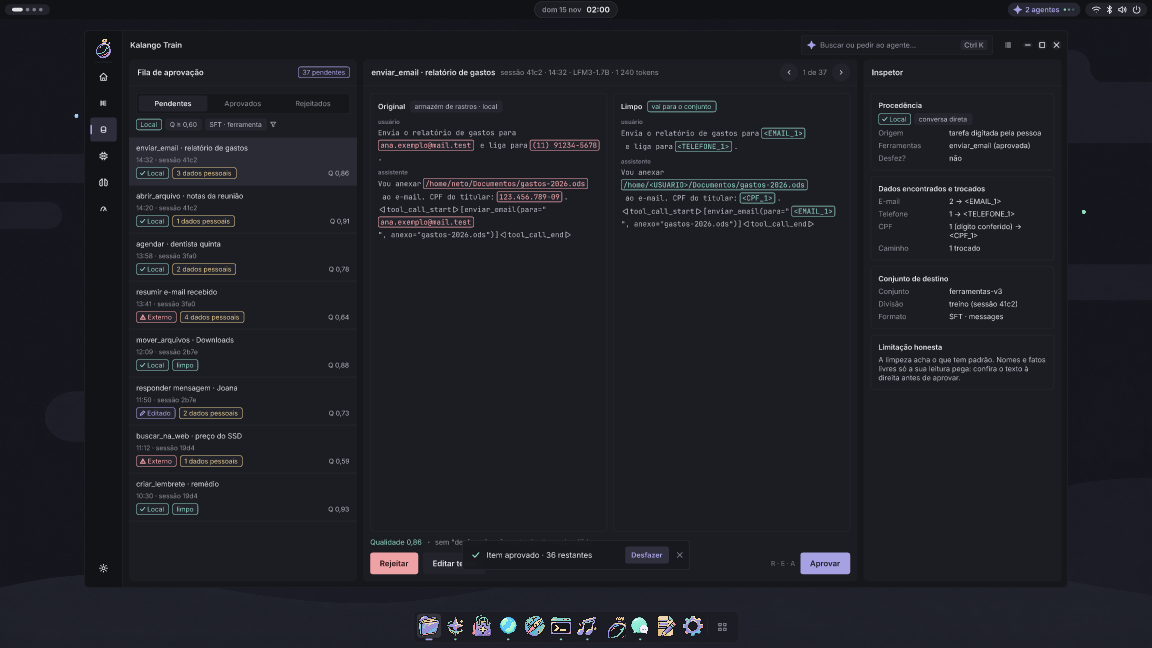 dom 15 nov 02:00
2 agentes
Kalango Train
Buscar ou pedir ao agente...
Ctrl K
Fila de aprovação
37 pendentes
Pendentes
Aprovados
Rejeitados
Local
Q ≥ 0,60
SFT · ferramenta
enviar_email · relatório de gastos
14:32 · sessão 41c2
Local
3 dados pessoais
Q 0,86
abrir_arquivo · notas da reunião
14:20 · sessão 41c2
Local
1 dados pessoais
Q 0,91
agendar · dentista quinta
13:58 · sessão 3fa0
Local
2 dados pessoais
Q 0,78
resumir e-mail recebido
13:41 · sessão 3fa0
Externo
4 dados pessoais
Q 0,64
mover_arquivos · Downloads
12:09 · sessão 2b7e
Local
limpo
Q 0,88
responder mensagem · Joana
11:50 · sessão 2b7e
Editado
2 dados pessoais
Q 0,73
buscar_na_web · preço do SSD
11:12 · sessão 19d4
Externo
1 dados pessoais
Q 0,59
criar_lembrete · remédio
10:30 · sessão 19d4
Local
limpo
Q 0,93
enviar_email · relatório de gastos
sessão 41c2 · 14:32 · LFM3-1.7B · 1 240 tokens
1 de 37
Original
armazém de rastros · local
usuário
Envia o relatório de gastos para
ana.exemplo@mail.test e liga para (11) 91234-5678
.
assistente
Vou anexar /home/neto/Documentos/gastos-2026.ods
ao e-mail. CPF do titular: 123.456.789-09 .
<|tool_call_start|>[enviar_email(para="
ana.exemplo@mail.test
", anexo="gastos-2026.ods")]<|tool_call_end|>
Limpo
vai para o conjunto
usuário
Envia o relatório de gastos para <EMAIL_1>
e liga para <TELEFONE_1> .
assistente
Vou anexar
/home/<USUARIO>/Documentos/gastos-2026.ods
ao e-mail. CPF do titular: <CPF_1> .
<|tool_call_start|>[enviar_email(para=" <EMAIL_1>
", anexo="gastos-2026.ods")]<|tool_call_end|>
Qualidade 0,86 · sem "de
Item aprovado · 36 restantes
Desfazer
Rejeitar
Editar te
R · E · A
Aprovar
Inspetor
Procedência
Local
conversa direta
Origem tarefa digitada pela pessoa
Ferramentas enviar_email (aprovada)
Desfez? não
Dados encontrados e trocados
E-mail 2 → <EMAIL_1>
Telefone 1 → <TELEFONE_1>
CPF 1 (dígito conferido) →
<CPF_1>
Caminho 1 trocado
Conjunto de destino
Conjunto ferramentas-v3
Divisão treino (sessão 41c2)
Formato SFT · messages
Limitação honesta
A limpeza acha o que tem padrão. Nomes e fatos
livres só a sua leitura pega: confira o texto à
direita antes de aprovar.